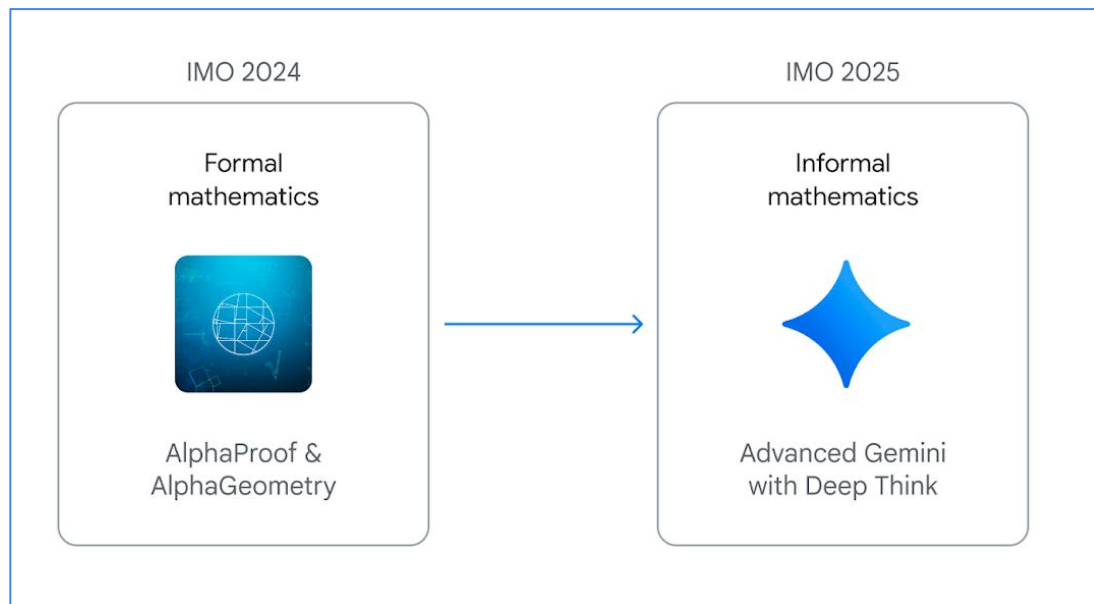 IMO 2024
Formal
mathematics
AlphaProof &
AlphaGeometry
IMO 2025
Informal
mathematics
Advanced Gemini
with Deep Think